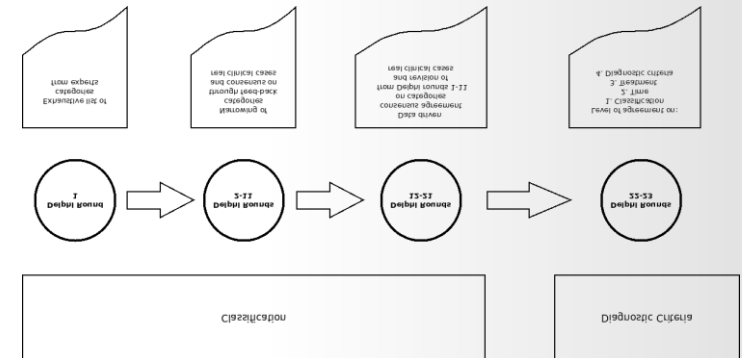 Classification
Diagnostic Criteria
Delphi Round
1
Delphi Rounds
2-11
Delphi Rounds
12-21
Delphi Rounds
22-23
Exhaustive list of
categories
from experts
Narrowing of
categories
through feed-back
and consensus on
real clinical cases
Data driven
consensus agreement
on categories
from Delphi rounds 1-11
and revision of
real clinical cases
Level of agreement on:
1. Classification
2. Time
3. Treatment
4. Diagnostic criteria